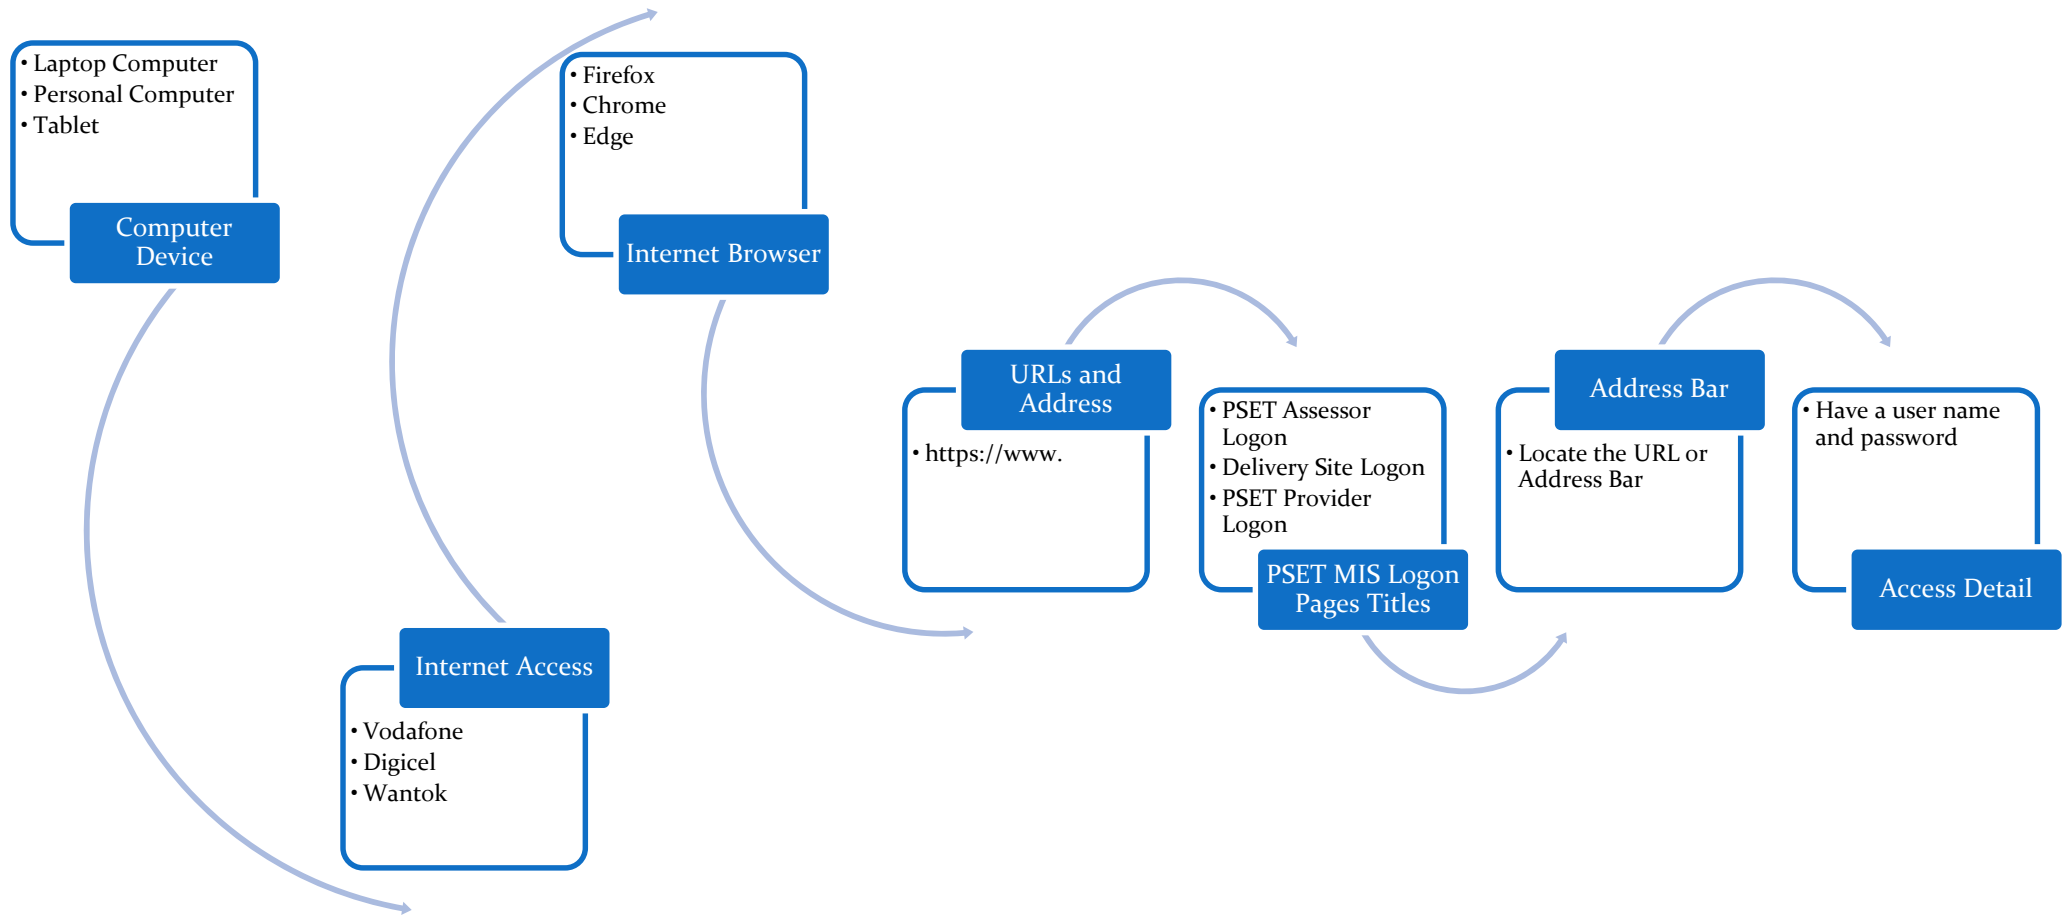 • Laptop Computer
• Personal Computer
• Tablet
Computer
Device
Internet Access
• Vodafone
• Digicel
• Wantok
• Firefox
• Chrome
• Edge
Internet Browser
URLs and
Address
• https://www.
• PSET Assessor
Logon
• Delivery Site Logon
• PSET Provider
Logon
PSET MIS Logon
Pages Titles
Address Bar
• Locate the URL or
Address Bar
• Have a user name
and password
Access Detail